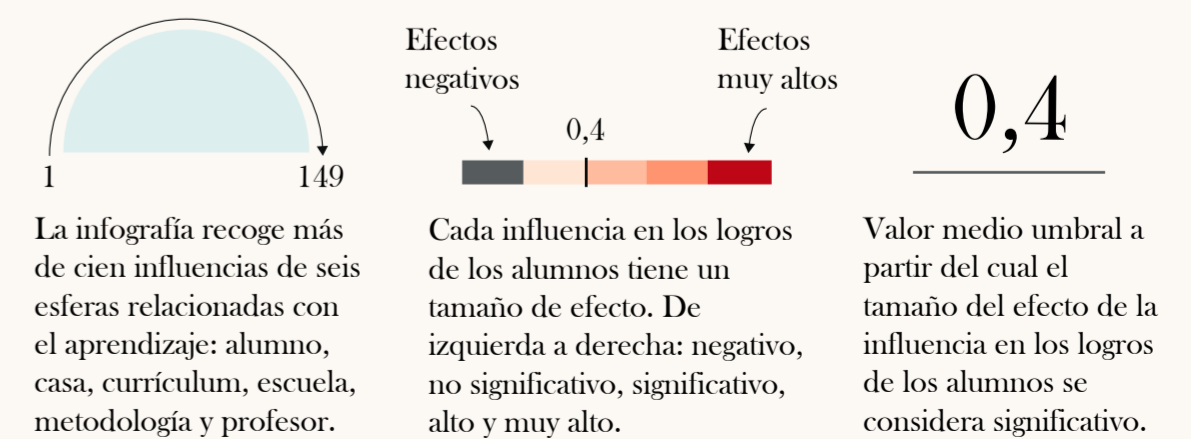 1
149
La infografía recoge más
de cien influencias de seis
esferas relacionadas con
el aprendizaje: alumno,
casa, currículum, escuela,
metodología y profesor.
Efectos
negativos
Efectos
muy altos
0,4
Cada influencia en los logros
de los alumnos tiene un
tamaño de efecto. De
izquierda a derecha: negativo,
no significativo, significativo,
alto y muy alto.
0,4
Valor medio umbral a
partir del cual el
tamaño del efecto de la
influencia en los logros
de los alumnos se
considera significativo.